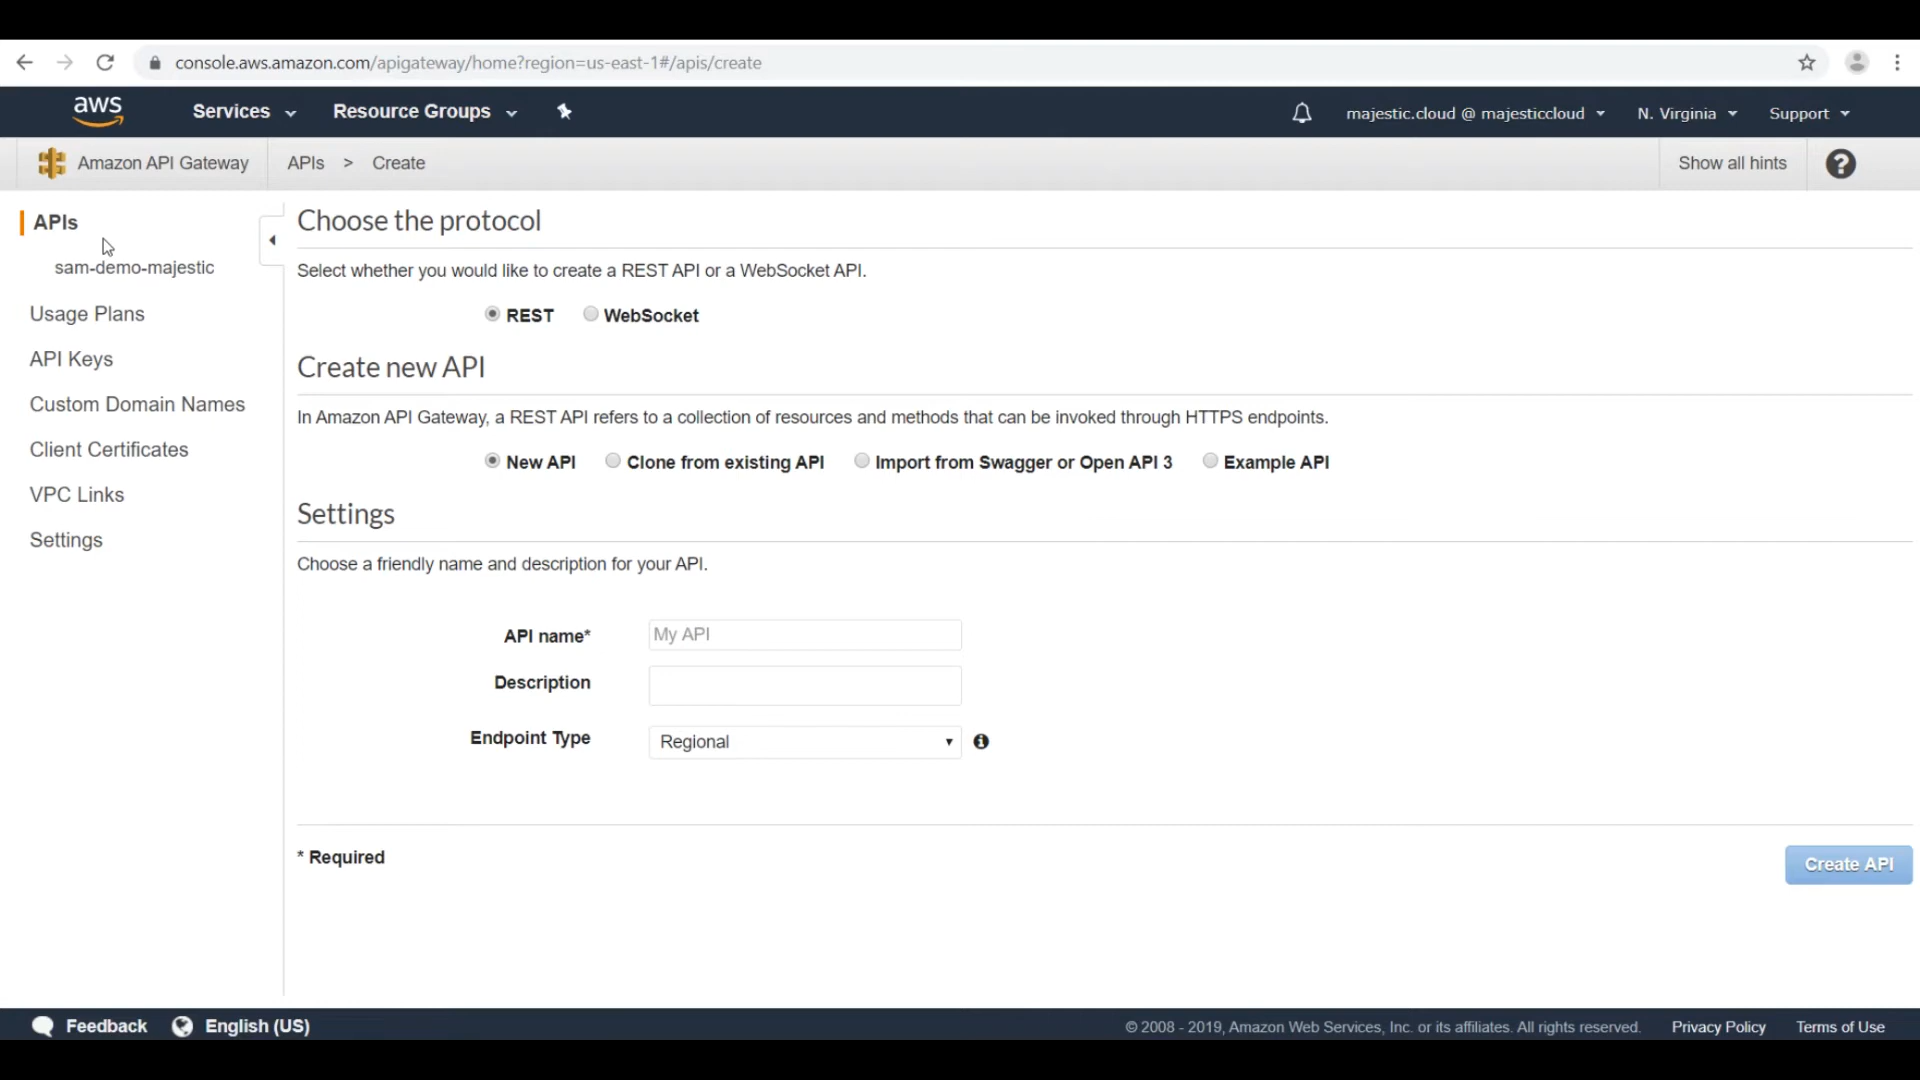 console.aws.amazon.com/apigateway/home?region=us-east-1#/apis/create
aws Services Resource Groups majestic.cloud @ majesticcloud N. Virginia Support
Amazon API Gateway APIs > Create Show all hints ?
APIs
sam-demo-majestic
Usage Plans
API Keys
Custom Domain Names
Client Certificates
VPC Links
Settings
Choose the protocol
Select whether you would like to create a REST API or a WebSocket API.
REST WebSocket
Create new API
In Amazon API Gateway, a REST API refers to a collection of resources and methods that can be invoked through HTTPS endpoints.
New API Clone from existing API Import from Swagger or Open API 3 Example API
Settings
Choose a friendly name and description for your API.
API name* My API
Description
Endpoint Type Regional
* Required
Create API
Feedback English (US) © 2008 - 2019, Amazon Web Services, Inc. or its affiliates. All rights reserved. Privacy Policy Terms of Use